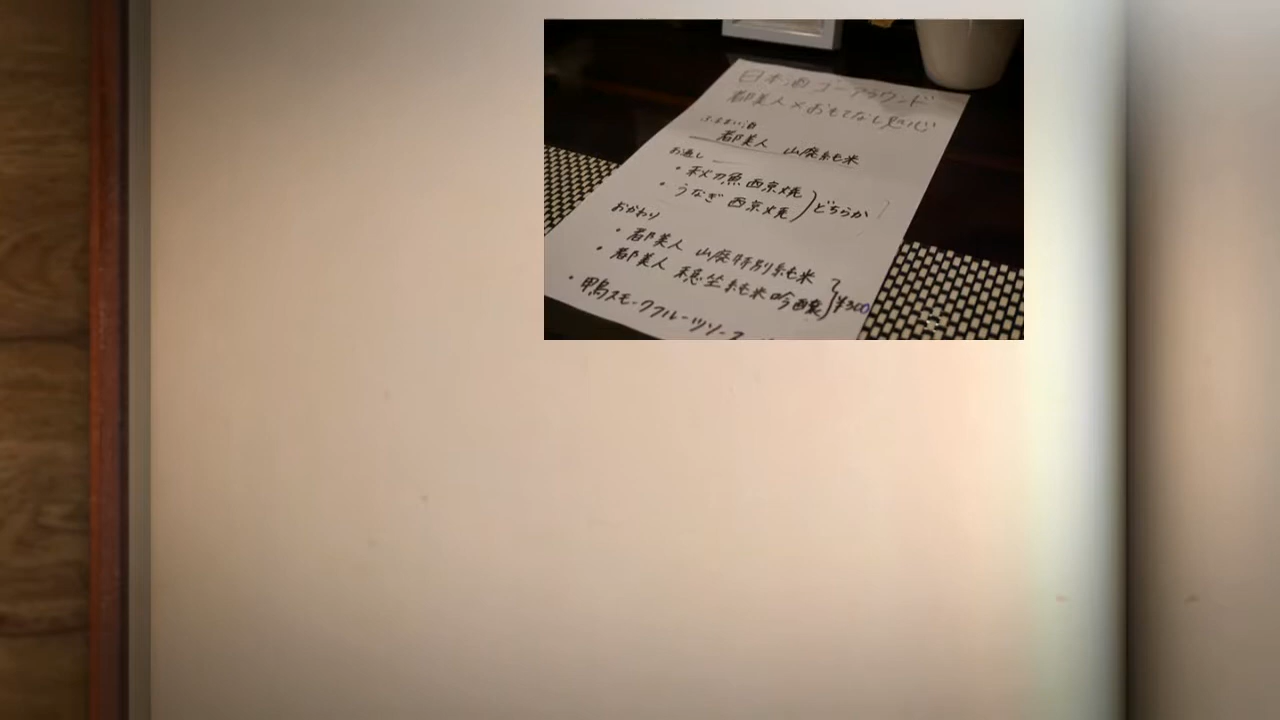 日本酒ゴーアラウンド
都美人×おもてなし魁心
ふるまい酒
都美人 山廃純米
お通し
・秋刀魚西京焼
・うなぎ西京焼
どちらか
おかわり
・都美人 山廃特別純米
・都美人 穏坐純米吟醸
¥300
・鴨スモークフルーツソース